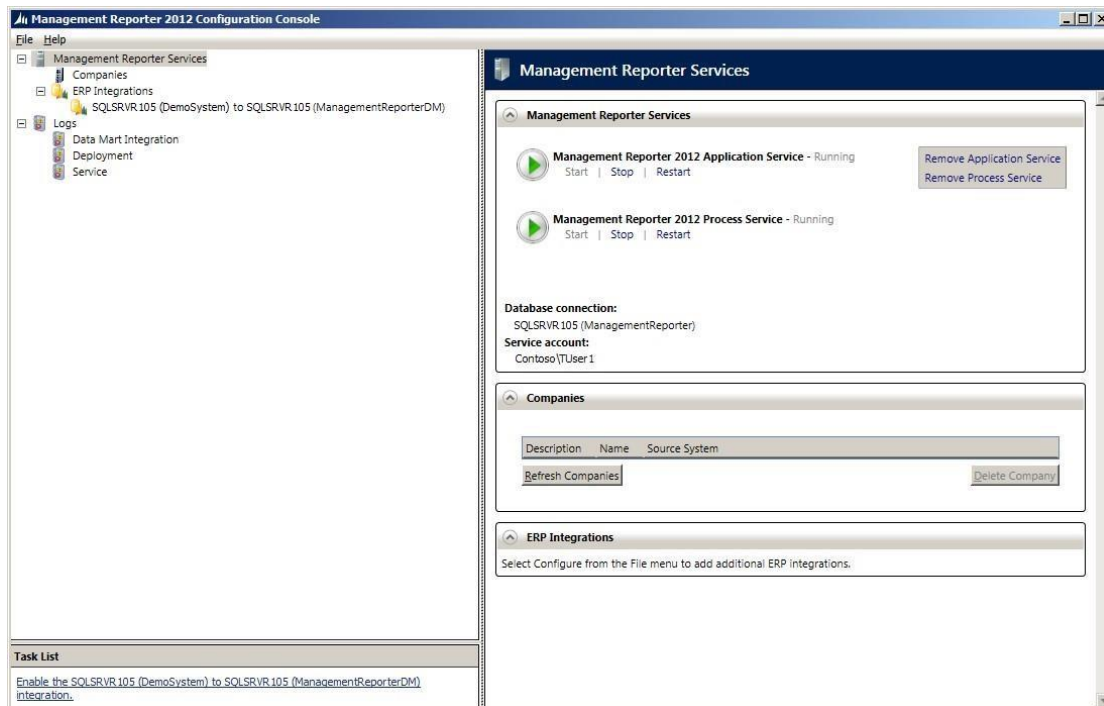 Management Reporter 2012 Configuration Console
File Help
Management Reporter Services
Companies
ERP Integrations
SQLSRVR105 (DemoSystem) to SQLSRVR105 (ManagementReporterDM)
Logs
Data Mart Integration
Deployment
Service
Task List
Enable the SQLSRVR105 (DemoSystem) to SQLSRVR105 (ManagementReporterDM)
integration.
Management Reporter Services
Management Reporter Services
Management Reporter 2012 Application Service - Running
Start | Stop | Restart
Remove Application Service
Remove Process Service
Management Reporter 2012 Process Service - Running
Start | Stop | Restart
Database connection:
SQLSRVR105 (ManagementReporter)
Service account:
Contoso\TUser1
Companies
Description Name Source System
Refresh Companies Delete Company
ERP Integrations
Select Configure from the File menu to add additional ERP integrations.